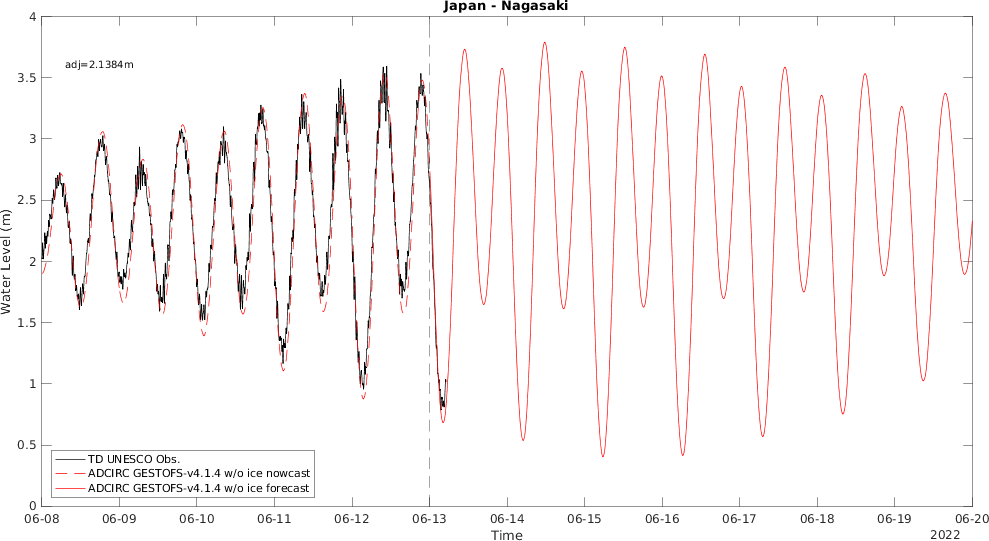 Japan - Nagasaki
adj=2.1384m
4
3.5
3
2.5
2
1.5
1
0.5
0
Water Level (m)
TD UNESCO Obs.
ADCIRC GESTOFS-v4.1.4 w/o ice nowcast
ADCIRC GESTOFS-v4.1.4 w/o ice forecast
06-08 06-09 06-10 06-11 06-12 06-13 06-14 06-15 06-16 06-17 06-18 06-19 06-20
Time
2022